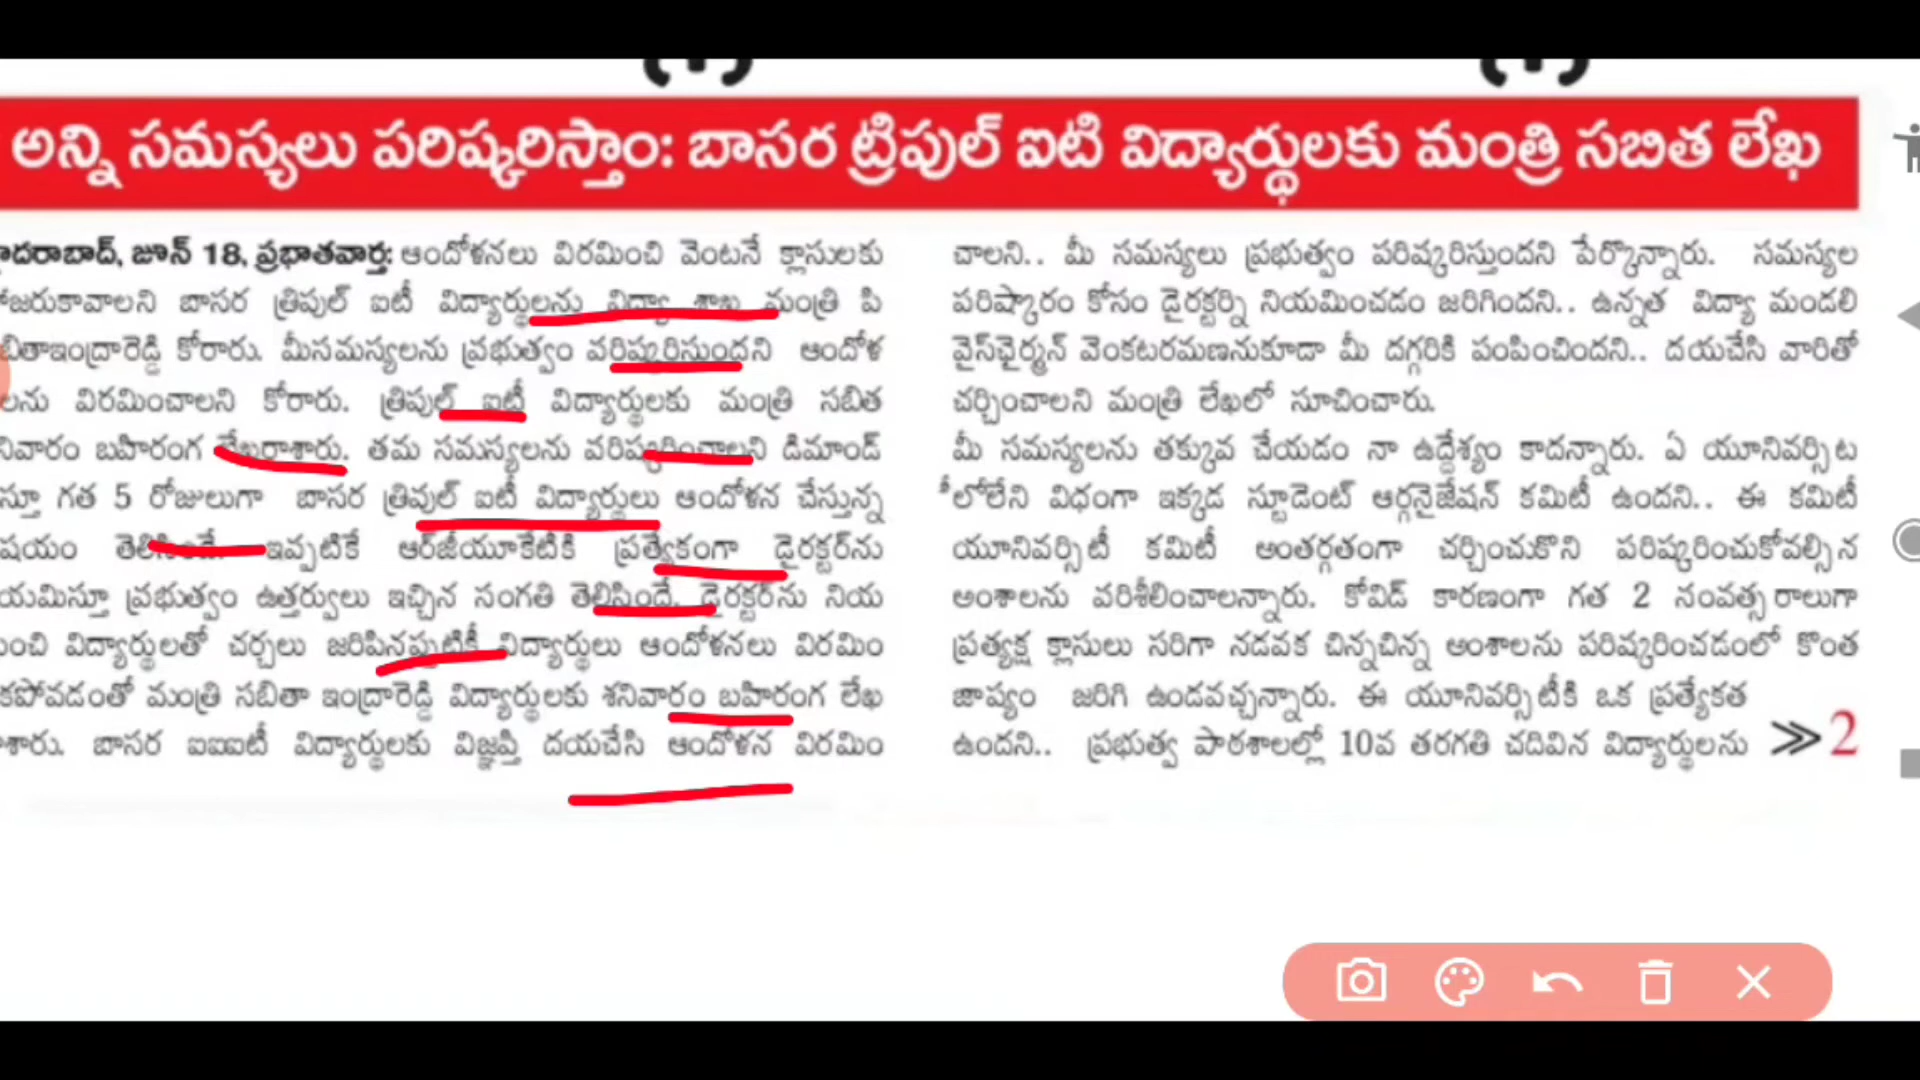 అన్ని సమస్యలు పరిష్కరిస్తాం: బాసర ట్రిపుల్ ఐటి విద్యార్థులకు మంత్రి సబిత లేఖ
జూన్ 18, ప్రభాతవార్త: ఆందోళనలు విరమించి వెంటనే క్లాసులకు
బాసర త్రిపుల్ ఐటీ విద్యార్థులను విద్యా శాఖ మంత్రి పి
కోరారు. మీసమస్యలను ప్రభుత్వం పరిష్కరిస్తుందని ఆందోళ
లను విరమించాలని కోరారు. త్రిపుల్ ఐటీ విద్యార్థులకు మంత్రి సబిత
నివారం బహిరంగ లేఖరాశారు. తమ సమస్యలను పరిష్కరించాలని డిమాండ్
స్తూ గత 5 రోజులుగా బాసర త్రిపుల్ ఐటీ విద్యార్థులు ఆందోళన చేస్తున్న
షయం తెలిసిందే. ఇప్పటికే ఆర్‌జీయూకేటీకి ప్రత్యేకంగా డైరక్టర్‌ను
యమిస్తూ ప్రభుత్వం ఉత్తర్వులు ఇచ్చిన సంగతి తెలిసిందే. డైరక్టర్‌ను నియ
ంచి విద్యార్థులతో చర్చలు జరిపినప్పటికీ విద్యార్థులు ఆందోళనలు విరమిం
కపోవడంతో మంత్రి సబితా ఇంద్రారెడ్డి విద్యార్థులకు శనివారం బహిరంగ లేఖ
శారు. బాసర ఐఐఐటీ విద్యార్థులకు విజ్ఞప్తి దయచేసి ఆందోళన విరమిం
చాలని.. మీ సమస్యలు ప్రభుత్వం పరిష్కరిస్తుందని పేర్కొన్నారు. సమస్యల
పరిష్కారం కోసం డైరక్టర్ని నియమించడం జరిగిందని.. ఉన్నత విద్యా మండలి
వైస్‌ఛైర్మన్ వెంకటరమణనుకూడా మీ దగ్గరికి పంపించిందని.. దయచేసి వారితో
చర్చించాలని మంత్రి లేఖలో సూచించారు.
మీ సమస్యలను తక్కువ చేయడం నా ఉద్దేశ్యం కాదన్నారు. ఏ యూనివర్సిట
ీలోలేని విధంగా ఇక్కడ స్టూడెంట్ ఆర్గనైజేషన్ కమిటీ ఉందని.. ఈ కమిటీ
యూనివర్సిటీ కమిటీ అంతర్గతంగా చర్చించుకొని పరిష్కరించుకోవల్సిన
అంశాలను పరిశీలించాలన్నారు. కోవిడ్ కారణంగా గత 2 సంవత్సరాలుగా
ప్రత్యక్ష క్లాసులు సరిగా నడవక చిన్నచిన్న అంశాలను పరిష్కరించడంలో కొంత
జాప్యం జరిగి ఉండవచ్చన్నారు. ఈ యూనివర్సిటీకి ఒక ప్రత్యేకత
ఉందని.. ప్రభుత్వ పాఠశాలల్లో 10వ తరగతి చదివిన విద్యార్థులను >>2